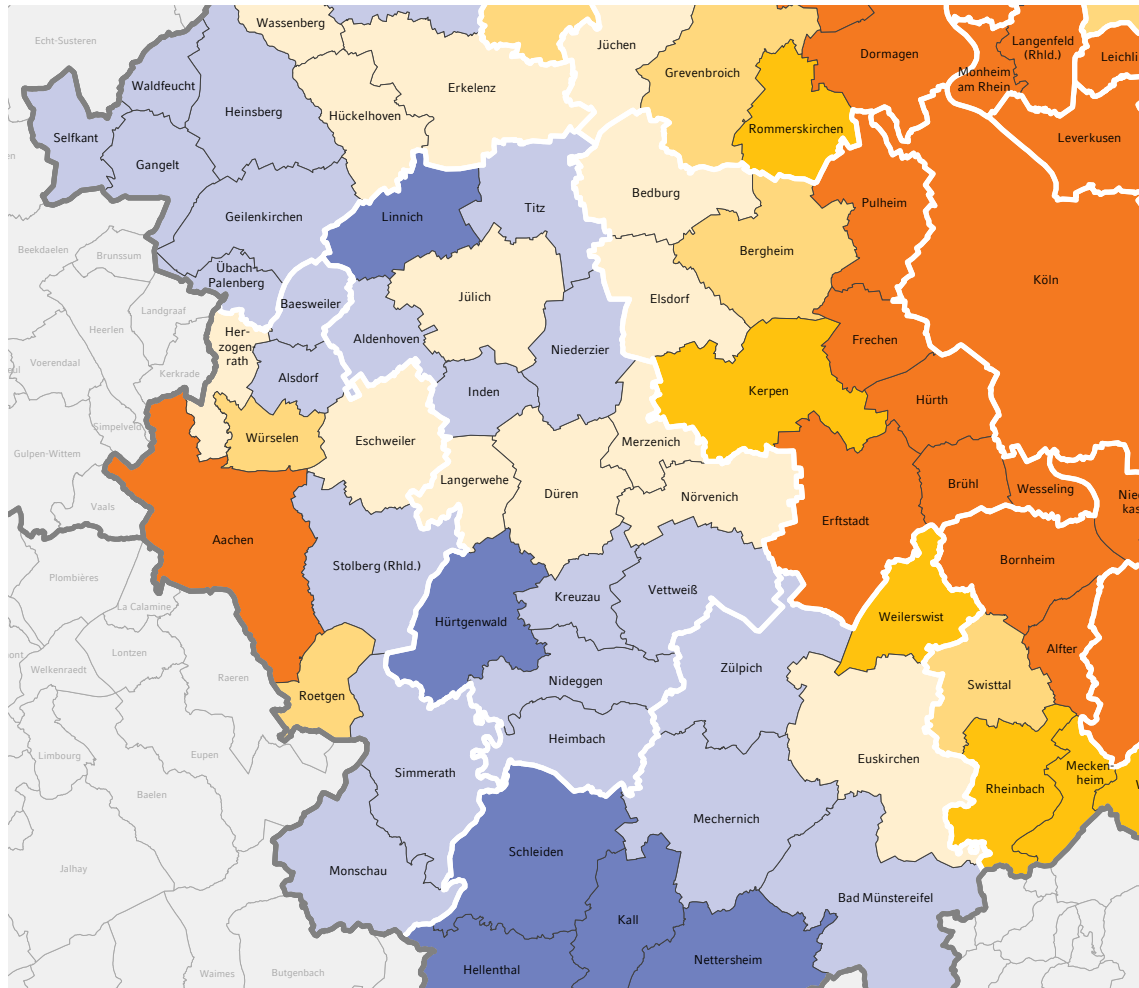 Wassenberg
Echt-Susteren
Jüchen
Dormagen
Langenfeld
(Rhld.)
Leichli
Grevenbroich
Monheim
am Rhein
Waldfeucht
Erkelenz
Heinsberg
Hückelhoven
Rommerskirchen
Leverkusen
Selfkant
Gangelt
Bedburg
Pulheim
Titz
Linnich
Geilenkirchen
Beekdaelen
Brunssum
Bergheim
Übach-
Palenberg
Köln
Jülich
Elsdorf
Baesweiler
Landgraaf
Heerlen
Her-
zogen-
rath
Aldenhoven
Niederzier
Frechen
Voerendaal
Kerkrade
Alsdorf
Inden
Kerpen
Hürth
Simpelveld
Würselen
Eschweiler
Merzenich
Gulpen-Wittem
Langerwehe
Düren
Nörvenich
Brühl
Wesseling
Nied
kas
Vaals
Erftstadt
Aachen
Stolberg (Rhld.)
Bornheim
Plombières
Kreuzau
Vettweiß
La Calamine
Weilerswist
Hürtgenwald
Lontzen
Alfter
Welkenraedt
Raeren
Zülpich
Nideggen
Swisttal
Roetgen
Heimbach
Limbourg
Eupen
Euskirchen
Mecken-
heim
Simmerath
Rheinbach
Baelen
Mechernich
Schleiden
Jalhay
Monschau
Bad Münstereifel
Kall
Nettersheim
Hellenthal
Waimes
Butgenbach